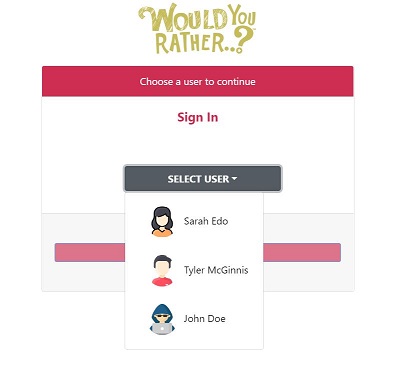 WOULD YOU
RATHER..?
Choose a user to continue
Sign In
SELECT USER
Sarah Edo
Tyler McGinnis
John Doe